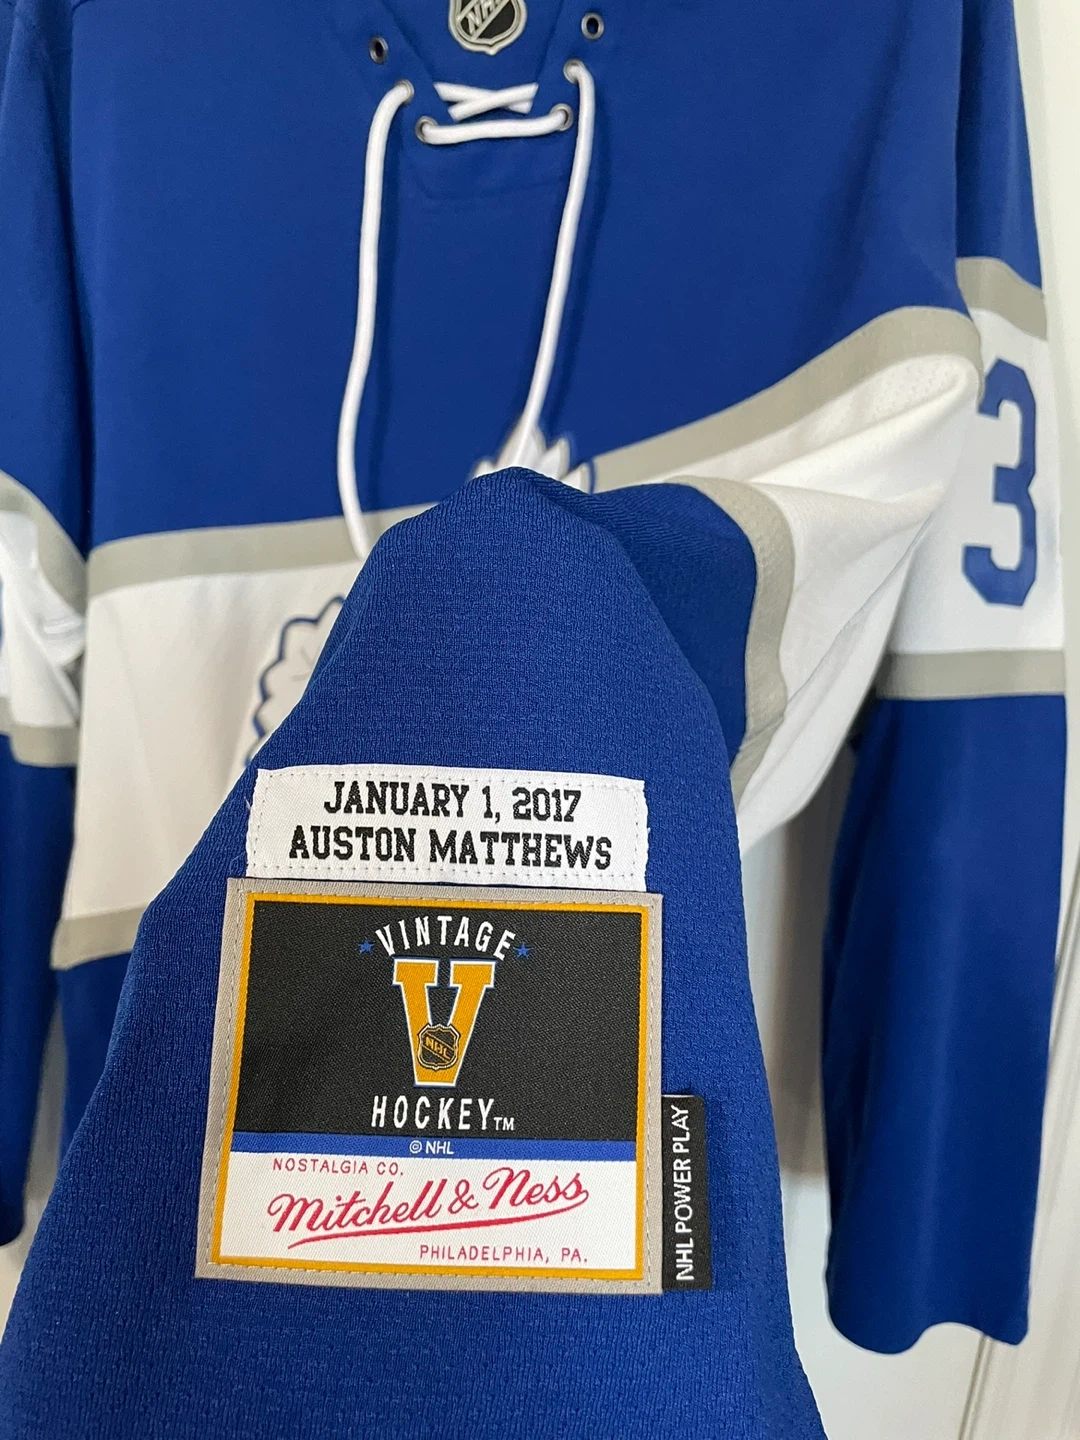 NHL
3
JANUARY 1, 2017
AUSTON MATTHEWS
VINTAGE
V
NHL
HOCKEY™
© NHL
NOSTALGIA CO.
Mitchell & Ness
PHILADELPHIA, PA.
NHL POWER PLAY